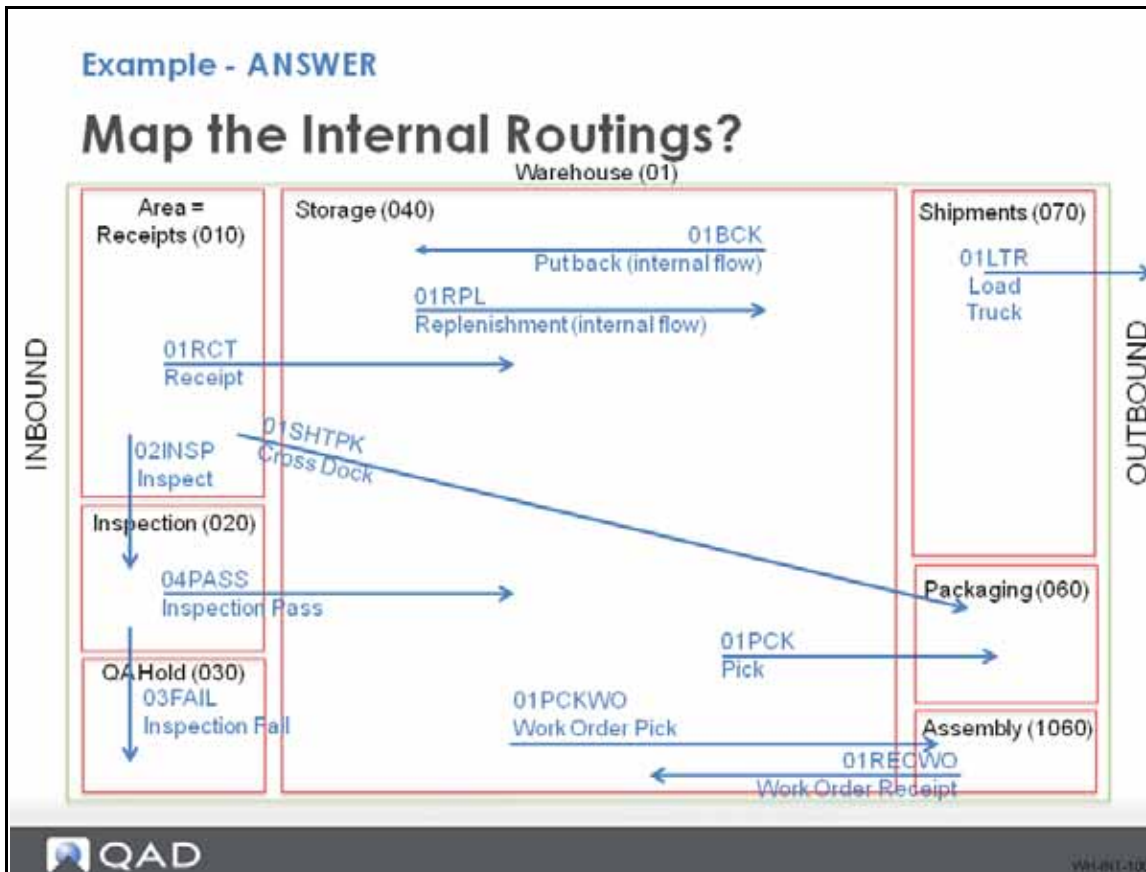 Example - ANSWER
Map the Internal Routings?
Warehouse (01)
INBOUND
Area =
Receipts (010)
01RCT
Receipt
02INSP
Inspect
Inspection (020)
04PASS
Inspection Pass
QAHold (030)
03FAIL
Inspection Fail
Storage (040)
01BCK
Put back (internal flow)
01RPL
Replenishment (internal flow)
01SHTPK
Cross Dock
01PCK
Pick
01PCKWO
Work Order Pick
01RECWO
Work Order Receipt
Shipments (070)
01LTR
Load
Truck
Packaging (060)
Assembly (1060)
OUTBOUND
QAD